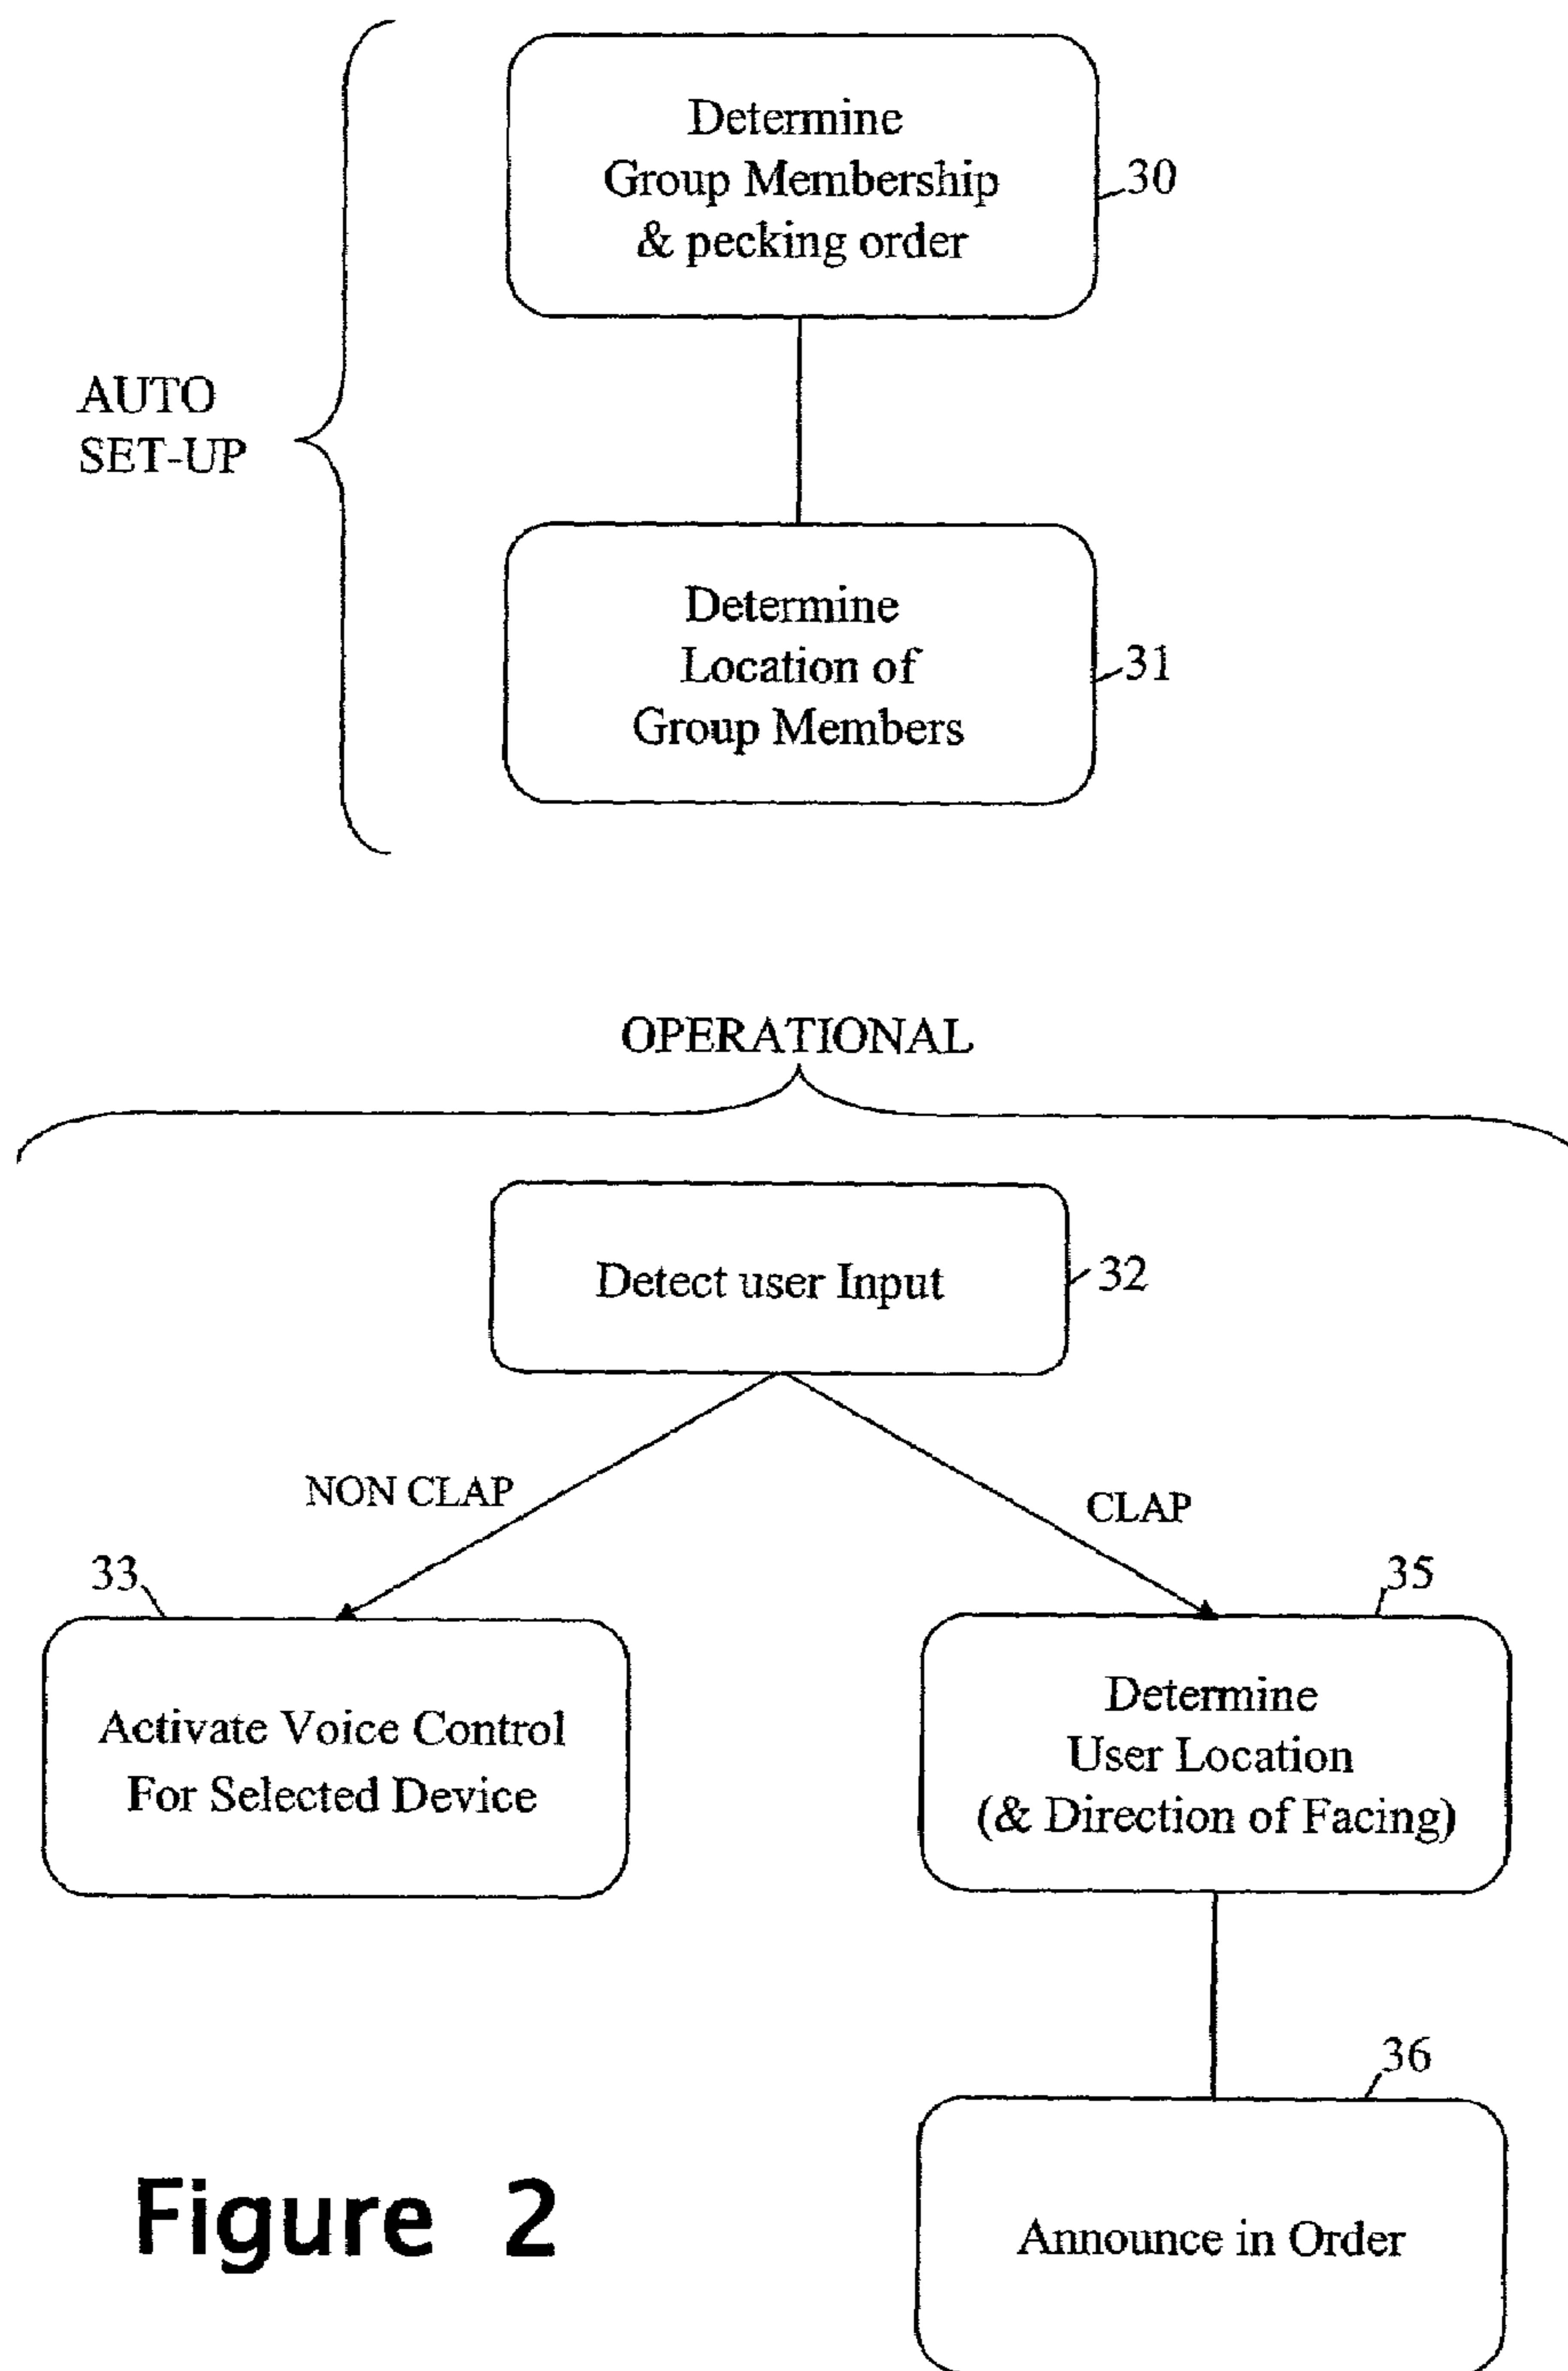 Determine
Group Membership
& pecking order
30
AUTO
SET-UP
Determine
Location of
Group Members
31
OPERATIONAL
Detect user Input
32
NON CLAP
CLAP
33
35
Activate Voice Control
For Selected Device
Determine
User Location
(& Direction of Facing)
36
Announce in Order
Figure 2